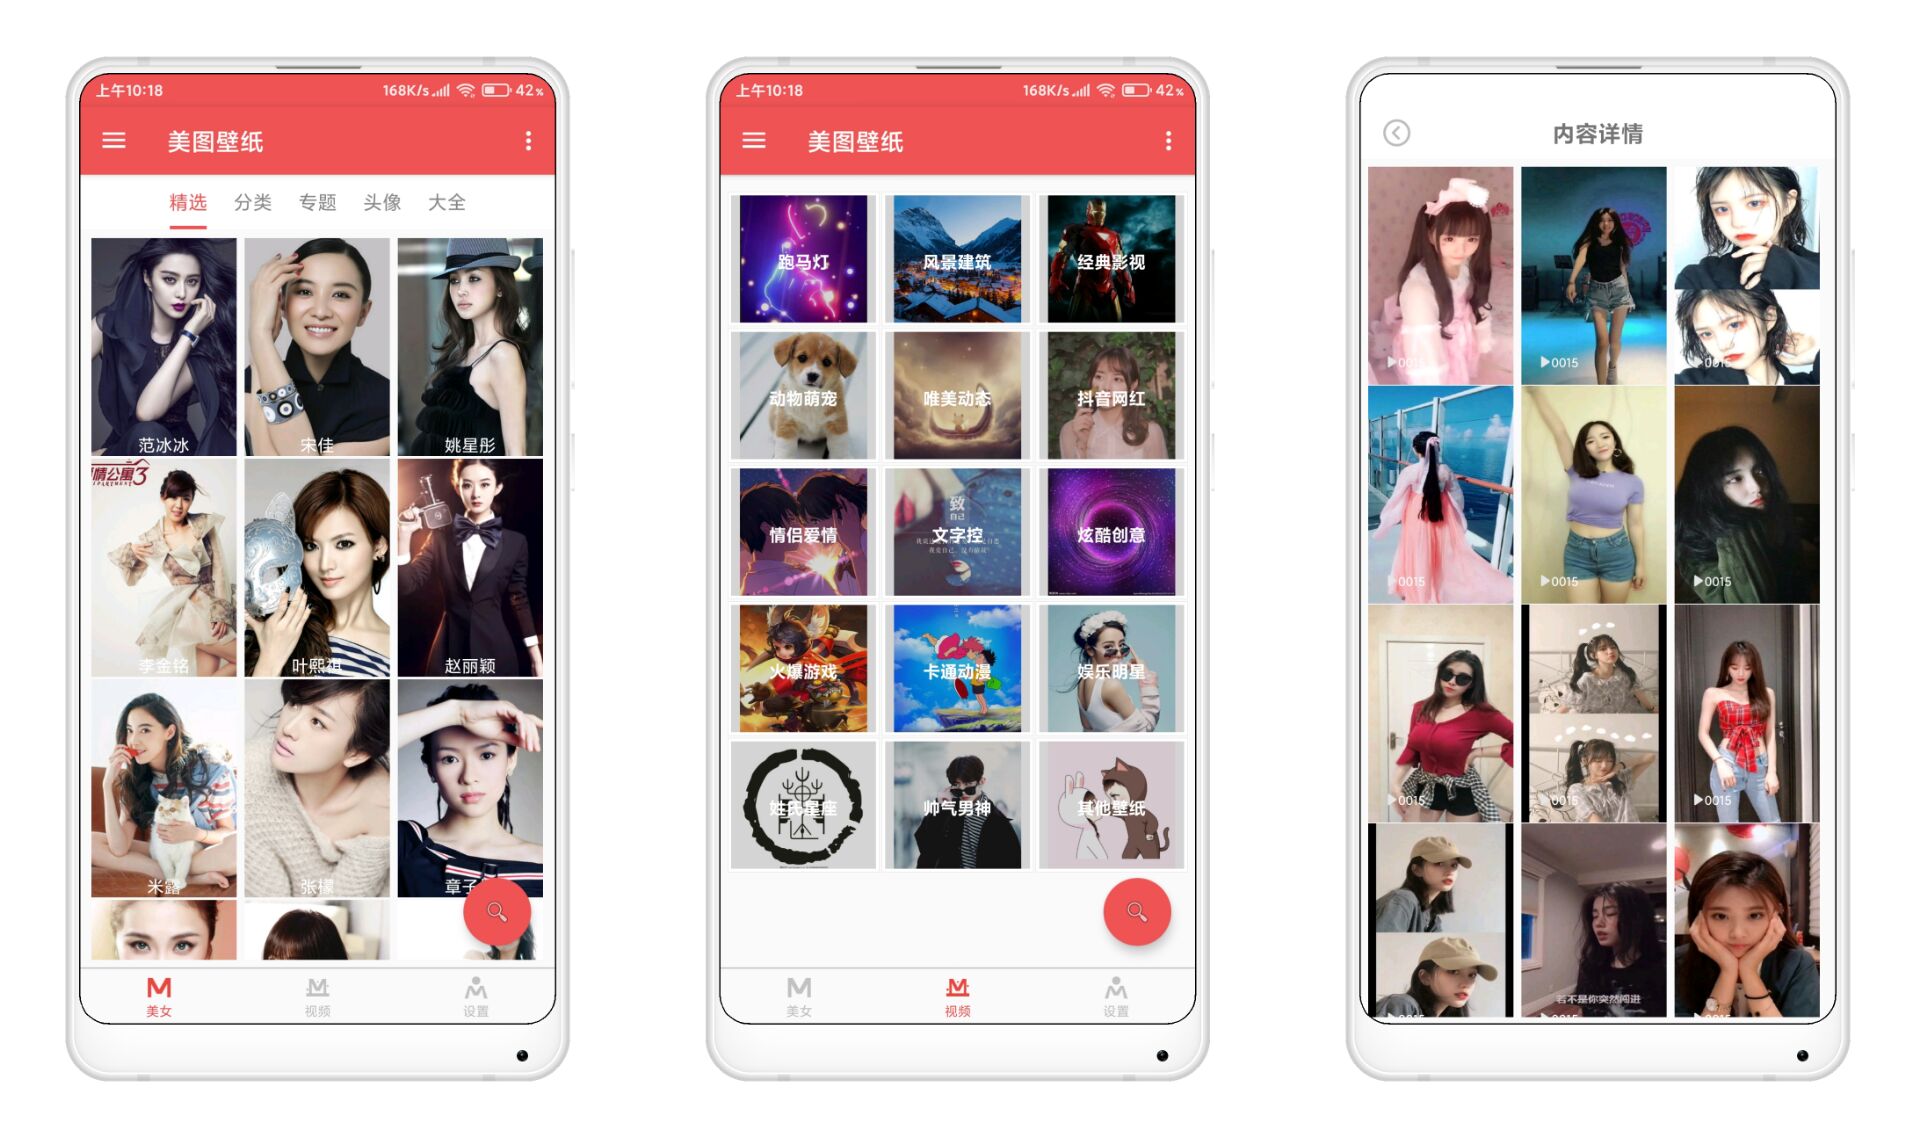 上午10:18
168K/s
42%
美图壁纸
精选 分类 专题 头像 大全
范冰冰
宋佳
姚星彤
情公寓3
李金铭
叶熙祺
赵丽颖
米露
张檬
章子
美女
视频
设置
上午10:18
168K/s
42%
美图壁纸
跑马灯
风景建筑
经典影视
动物萌宠
唯美动态
抖音网红
情侣爱情
致
自己
文字控
炫酷创意
火爆游戏
卡通动漫
娱乐明星
姓氏星座
帅气男神
其他壁纸
美女
视频
设置
内容详情
0015
0015
0015
0015
0015
0015
0015
0015
0015
若不是你突然闯进
0015
0015
0015